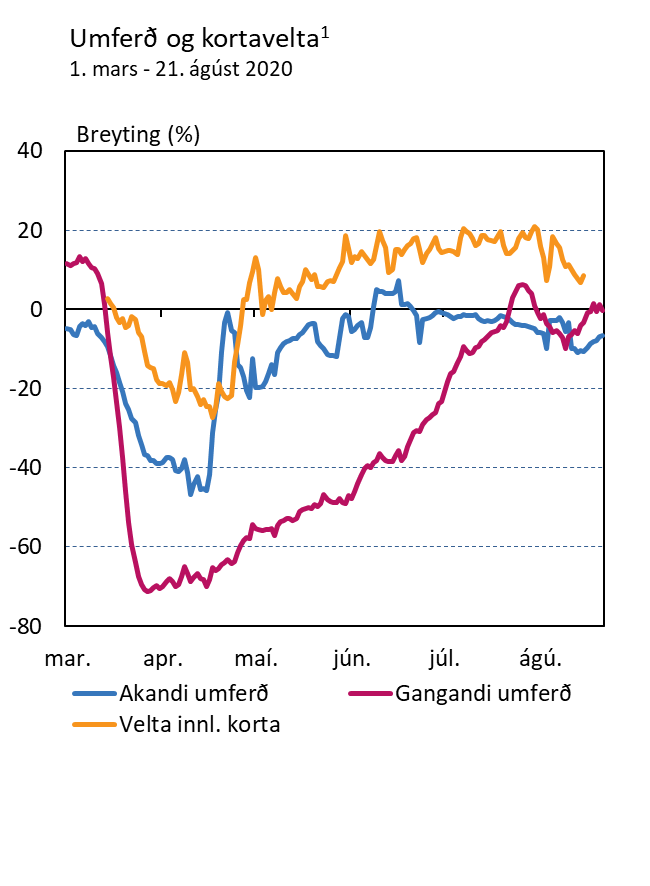 Umferð og kortavelta¹
1. mars - 21. ágúst 2020
Breyting (%)
40
20
0
-20
-40
-60
-80
mar. apr. maí. jún. júl. ágú.
Akandi umferð Gangandi umferð
Velta innl. korta